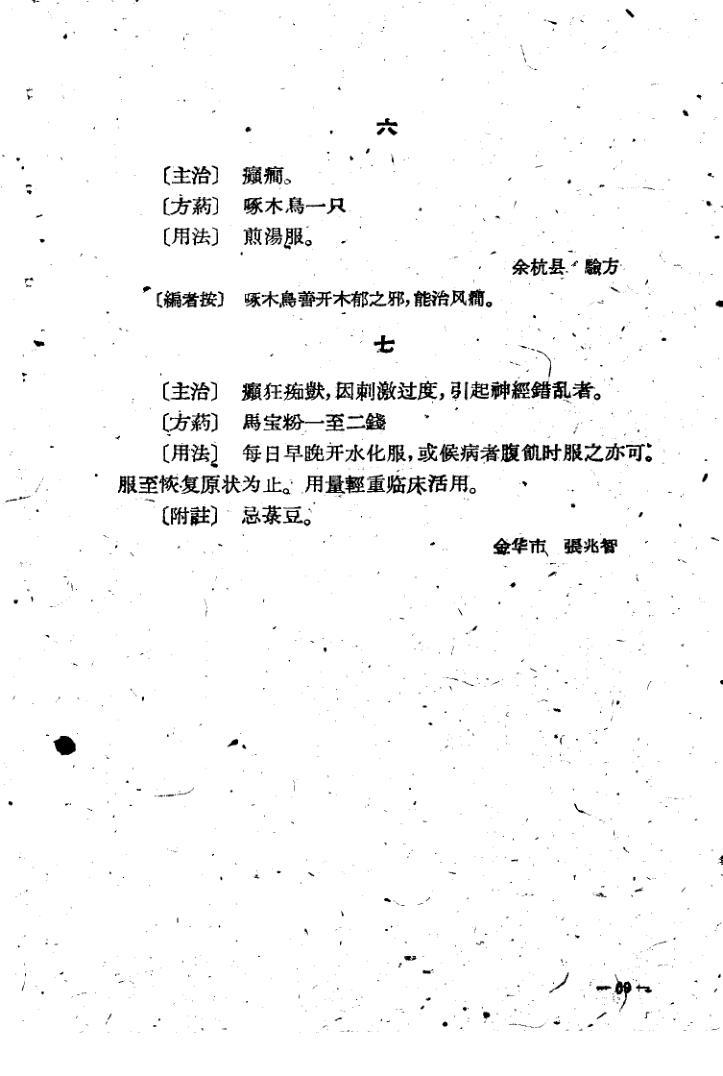 六
〔主治〕 癲癇。
〔方葯〕 啄木鳥一只
〔用法〕 煎湯服。
余杭县 驗方
〔編者按〕 啄木鳥善开木郁之邪,能治风癇。
七
〔主治〕 癲狂痴獃,因刺激过度,引起神經錯乱者。
〔方葯〕 馬宝粉一至二錢
〔用法〕 每日早晚开水化服,或候病者腹飢时服之亦可。
服至恢复原状为止。用量輕重临床活用。
〔附註〕 忌菉豆。
金华市 張兆智
— 69 —